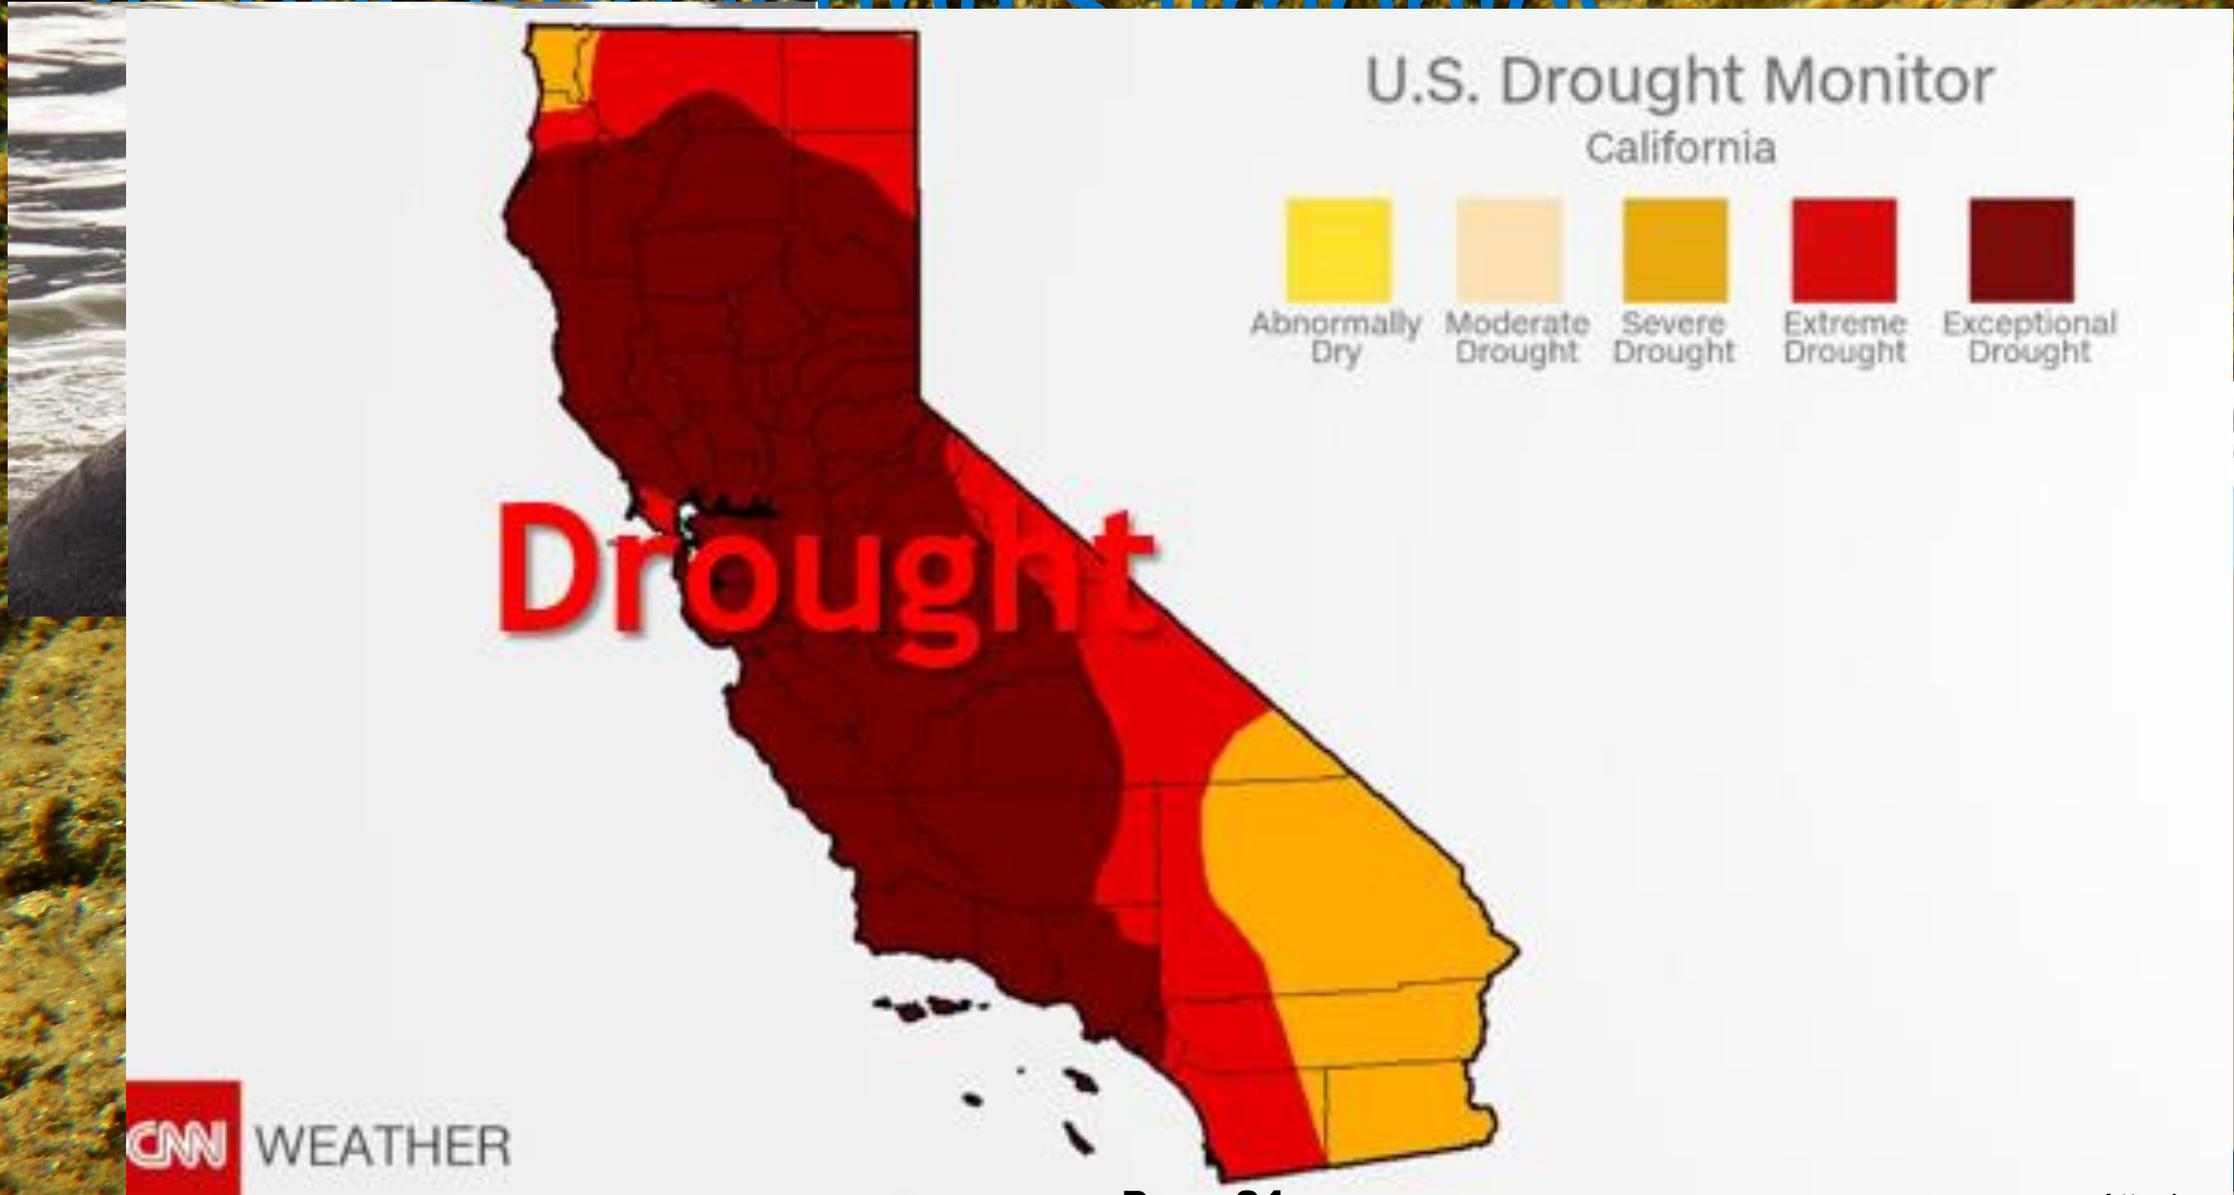 U.S. Drought Monitor
California
Abnormally Dry
Moderate Drought
Severe Drought
Extreme Drought
Exceptional Drought
Drought
CNN WEATHER